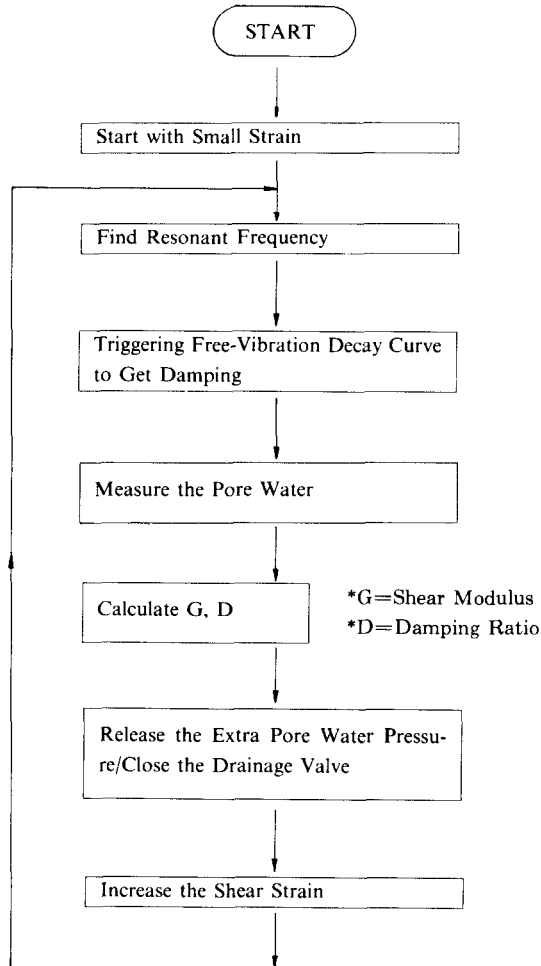 START
Start with Small Strain
Find Resonant Frequency
Triggering Free-Vibration Decay Curve
to Get Damping
Measure the Pore Water
Calculate G, D
*G=Shear Modulus
*D=Damping Ratio
Release the Extra Pore Water Pressu-
re/Close the Drainage Valve
Increase the Shear Strain